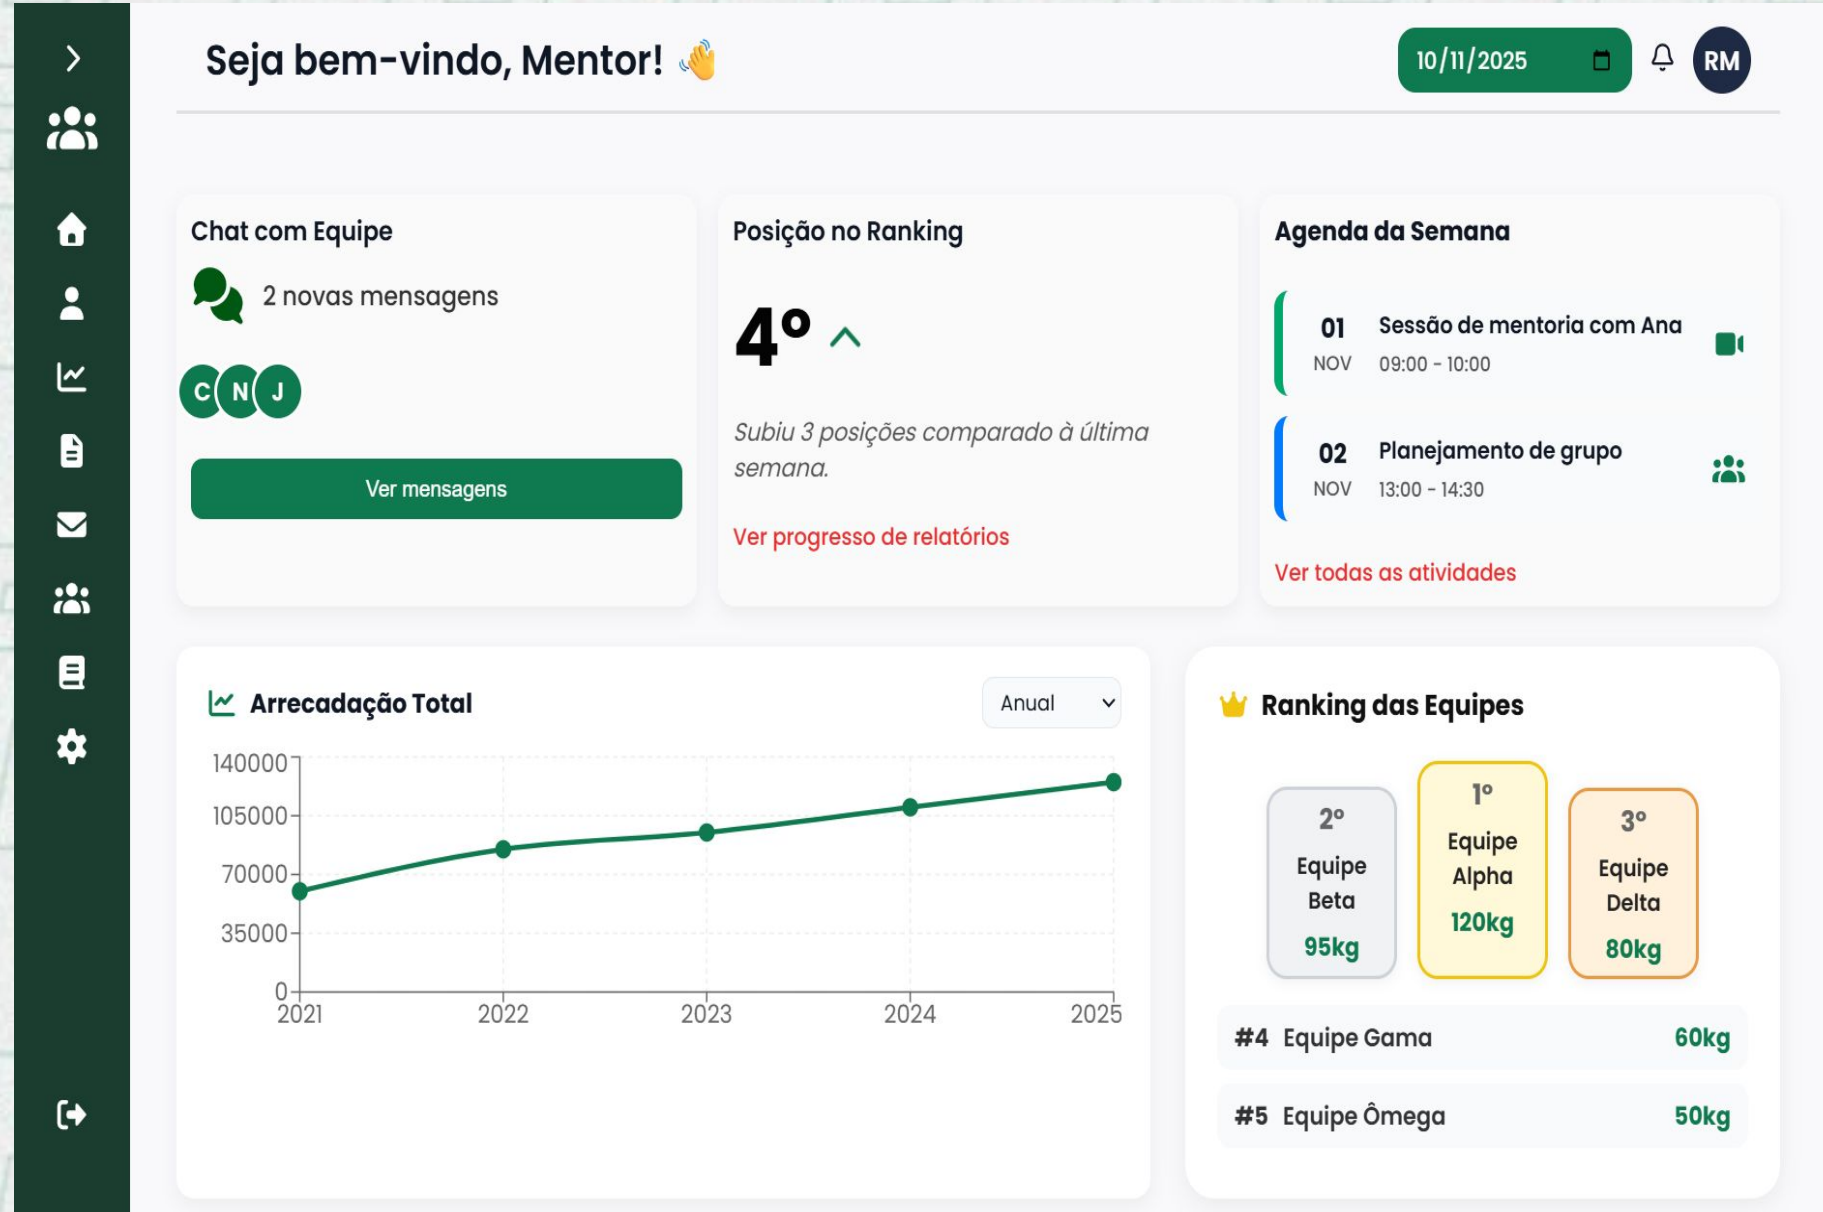 Seja bem-vindo, Mentor! 👋
10/11/2025
RM
Chat com Equipe
2 novas mensagens
C N J
Ver mensagens
Posição no Ranking
4º
Subiu 3 posições comparado à última
semana.
Ver progresso de relatórios
Agenda da Semana
01 Sessão de mentoria com Ana
NOV 09:00 - 10:00
02 Planejamento de grupo
NOV 13:00 - 14:30
Ver todas as atividades
Arrecadação Total
Anual
140000
105000
70000
35000
0
2021 2022 2023 2024 2025
Ranking das Equipes
2º
Equipe
Beta
95kg
1º
Equipe
Alpha
120kg
3º
Equipe
Delta
80kg
#4 Equipe Gama 60kg
#5 Equipe Ômega 50kg